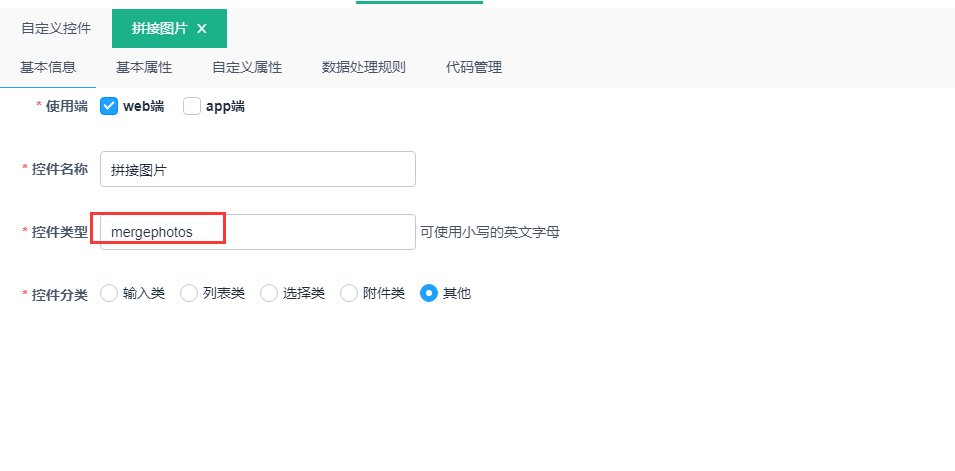 自定义控件 拼接图片 X
基本信息 基本属性 自定义属性 数据处理规则 代码管理
* 使用端 web端 app端
* 控件名称 拼接图片
* 控件类型 mergephotos 可使用小写的英文字母
* 控件分类 输入类 列表类 选择类 附件类 其他